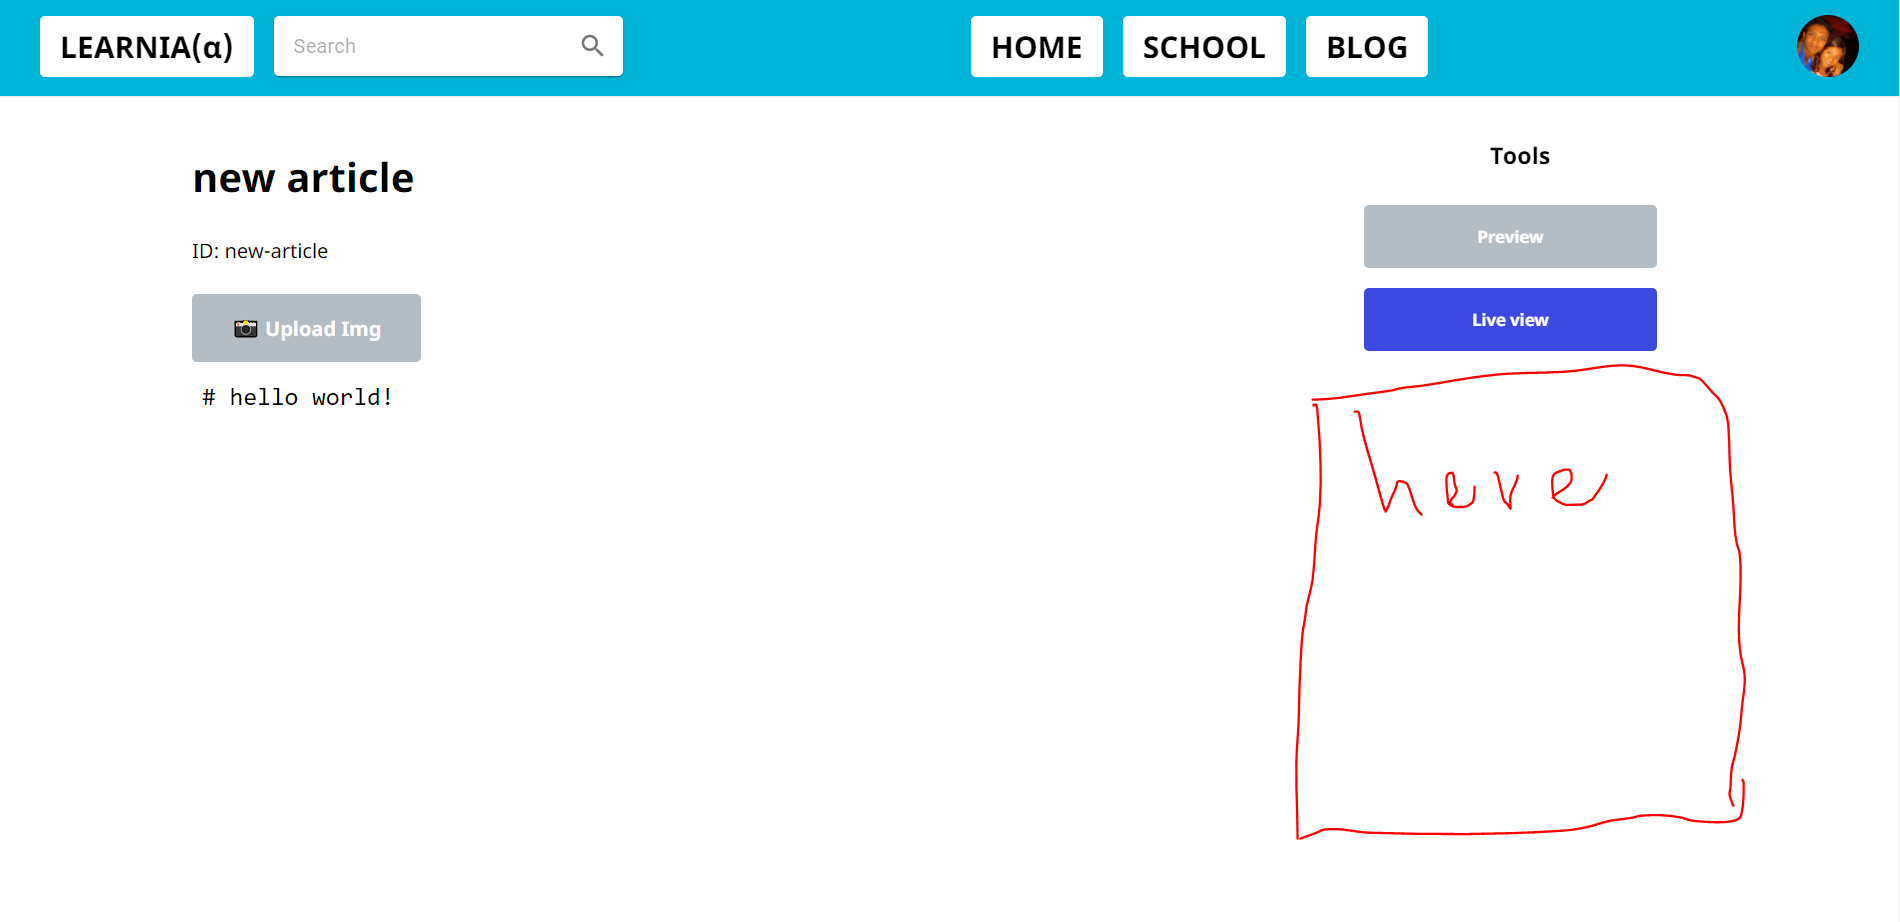 LEARNIA(α)
Search
HOME
SCHOOL
BLOG
new article
ID: new-article
📷 Upload Img
# hello world!
Tools
Preview
Live view
here